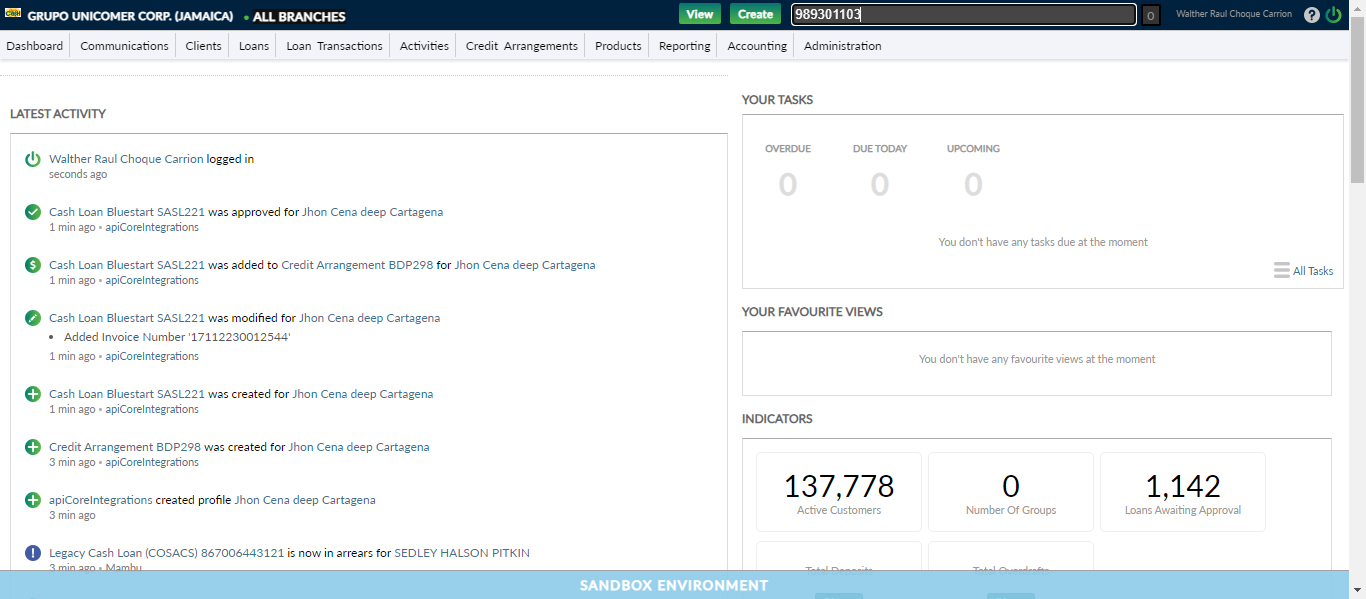 GRUPO UNICOMER CORP. (JAMAICA) • ALL BRANCHES
View Create 989301103 0 Walther Raul Choque Carrion ?
Dashboard Communications Clients Loans Loan Transactions Activities Credit Arrangements Products Reporting Accounting Administration
LATEST ACTIVITY
Walther Raul Choque Carrion logged in
seconds ago
Cash Loan Bluestart SASL221 was approved for Jhon Cena deep Cartagena
1 min ago • apiCoreIntegrations
Cash Loan Bluestart SASL221 was added to Credit Arrangement BDP298 for Jhon Cena deep Cartagena
1 min ago • apiCoreIntegrations
Cash Loan Bluestart SASL221 was modified for Jhon Cena deep Cartagena
• Added Invoice Number '17112230012544'
1 min ago • apiCoreIntegrations
Cash Loan Bluestart SASL221 was created for Jhon Cena deep Cartagena
1 min ago • apiCoreIntegrations
Credit Arrangement BDP298 was created for Jhon Cena deep Cartagena
3 min ago • apiCoreIntegrations
apiCoreIntegrations created profile Jhon Cena deep Cartagena
3 min ago
Legacy Cash Loan (COSACS) 867006443121 is now in arrears for SEDLEY HALSON PITKIN
3 min ago • Mambu
YOUR TASKS
OVERDUE DUE TODAY UPCOMING
0 0 0
You don't have any tasks due at the moment
All Tasks
YOUR FAVOURITE VIEWS
You don't have any favourite views at the moment
INDICATORS
137,778 0 1,142
Active Customers Number Of Groups Loans Awaiting Approval
Total Deposits Total Overdrafts
SANDBOX ENVIRONMENT